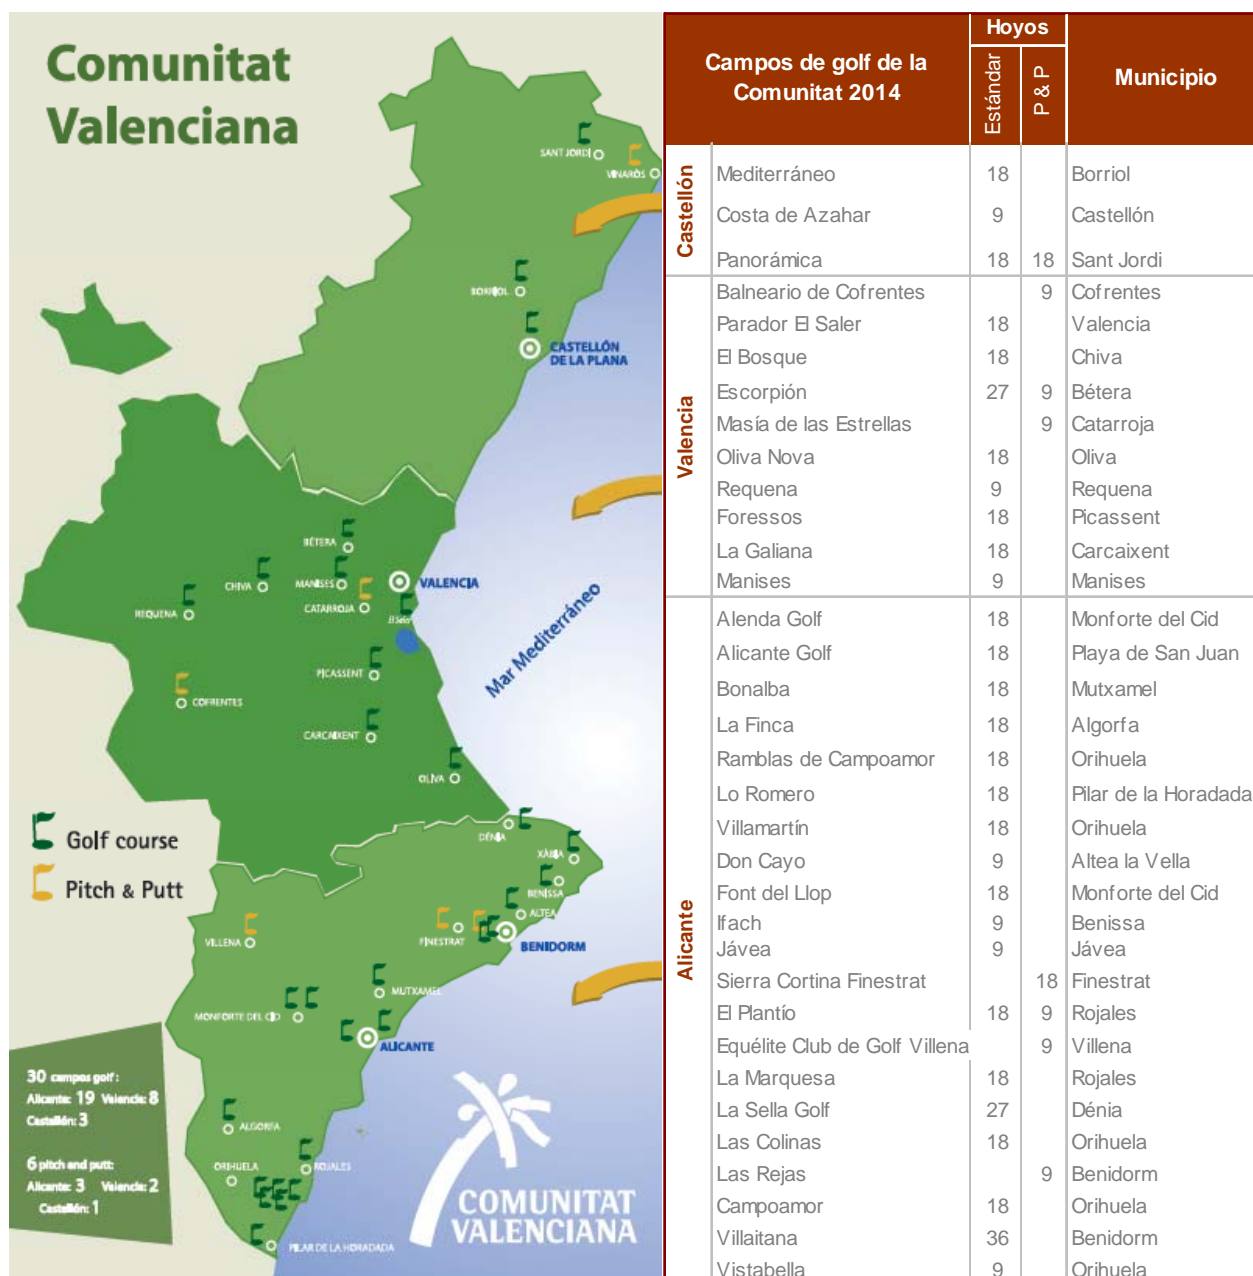 Comunitat
Valenciana
SANT JORDI
VINARÒS
BORRIOL
CASTELLÓN
DE LA PLANA
BÉTERA
CHIVA
MANISES
VALENCIA
REQUENA
CATARROJA
El Saler
Mar Mediterráneo
PICASSENT
COFRENTES
CARCAIXENT
OLIVA
Golf course
Pitch & Putt
DÉNIA
XÀBIA
BENISSA
ALTEA
VILLENA
FINESTRAT
BENIDORM
MUTXAMEL
MONFORTE DEL CID
ALICANTE
30 campos golf :
Alicante: 19 Valencia: 8
Castellón: 3
6 pitch and putt:
Alicante: 3 Valencia: 2
Castellón: 1
ALGORFA
ORIHUELA
ROJALES
PILAR DE LA HORADADA
COMUNITAT
VALENCIANA
Campos de golf de la
Comunitat 2014
Hoyos
Estándar
P & P
Municipio
Castellón
Mediterráneo 18 Borriol
Costa de Azahar 9 Castellón
Panorámica 18 18 Sant Jordi
Valencia
Balneario de Cofrentes 9 Cofrentes
Parador El Saler 18 Valencia
El Bosque 18 Chiva
Escorpión 27 9 Bétera
Masía de las Estrellas 9 Catarroja
Oliva Nova 18 Oliva
Requena 9 Requena
Foressos 18 Picassent
La Galiana 18 Carcaixent
Manises 9 Manises
Alicante
Alenda Golf 18 Monforte del Cid
Alicante Golf 18 Playa de San Juan
Bonalba 18 Mutxamel
La Finca 18 Algorfa
Ramblas de Campoamor 18 Orihuela
Lo Romero 18 Pilar de la Horadada
Villamartín 18 Orihuela
Don Cayo 9 Altea la Vella
Font del Llop 18 Monforte del Cid
Ifach 9 Benissa
Jávea 9 Jávea
Sierra Cortina Finestrat 18 Finestrat
El Plantío 18 9 Rojales
Equélite Club de Golf Villena 9 Villena
La Marquesa 18 Rojales
La Sella Golf 27 Dénia
Las Colinas 18 Orihuela
Las Rejas 9 Benidorm
Campoamor 18 Orihuela
Villaitana 36 Benidorm
Vistabella 9 Orihuela